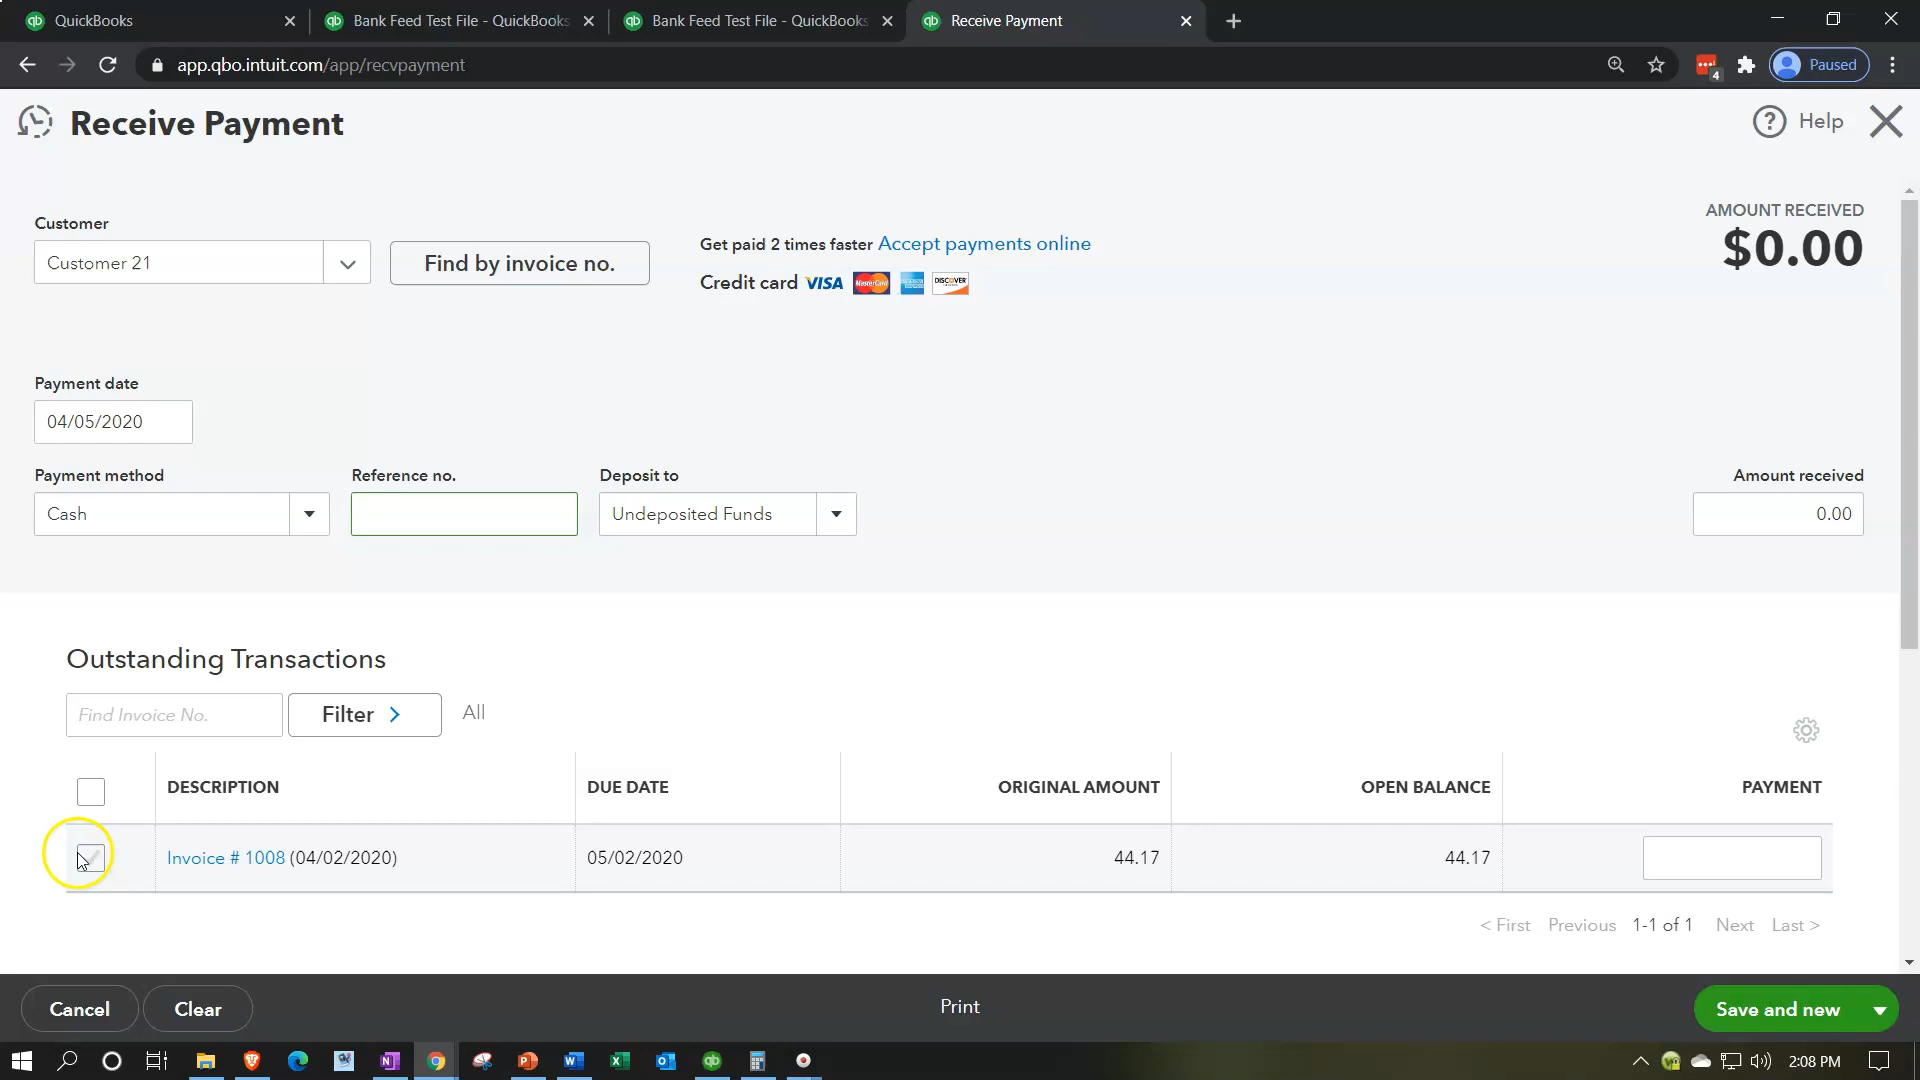 QuickBooks
Bank Feed Test File - QuickBooks
Bank Feed Test File - QuickBooks
Receive Payment
app.qbo.intuit.com/app/recvpayment
4
Paused
Receive Payment
Help
Customer
Customer 21
Find by invoice no.
Get paid 2 times faster Accept payments online
Credit card VISA MasterCard DISCOVER
AMOUNT RECEIVED
$0.00
Payment date
04/05/2020
Payment method
Reference no.
Deposit to
Amount received
Cash
Undeposited Funds
0.00
Outstanding Transactions
Find Invoice No.
Filter
All
DESCRIPTION
DUE DATE
ORIGINAL AMOUNT
OPEN BALANCE
PAYMENT
Invoice # 1008 (04/02/2020)
05/02/2020
44.17
44.17
< First Previous 1-1 of 1 Next Last >
Cancel
Clear
Print
Save and new
2:08 PM